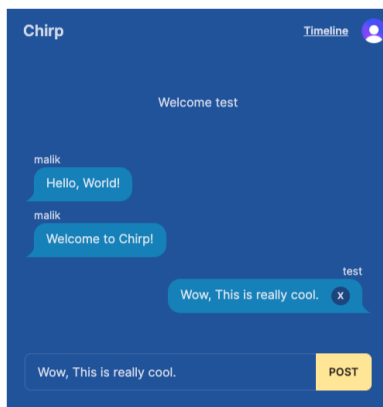 Chirp
Timeline
Welcome test
malik
Hello, World!
malik
Welcome to Chirp!
test
Wow, This is really cool. X
Wow, This is really cool.
POST